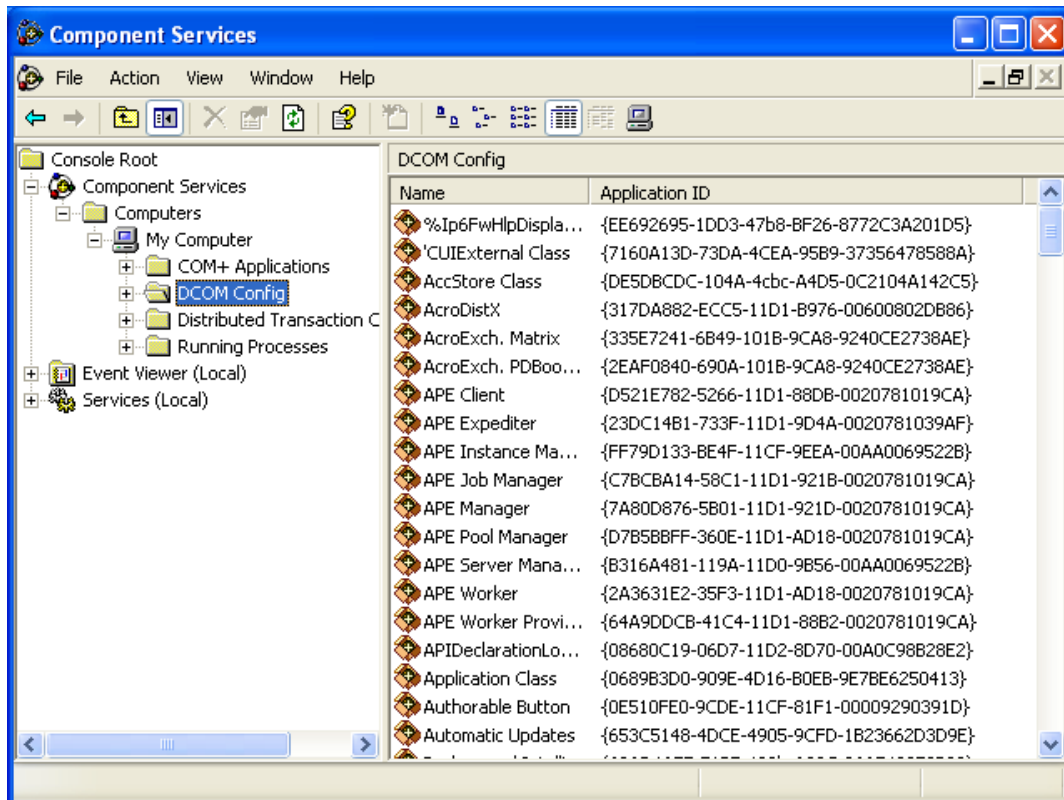 Component Services
File Action View Window Help
Console Root
Component Services
Computers
My Computer
COM+ Applications
DCOM Config
Distributed Transaction C
Running Processes
Event Viewer (Local)
Services (Local)
DCOM Config
Name Application ID
%Ip6FwHlpDispla... {EE692695-1DD3-47b8-BF26-8772C3A201D5}
'CUIExternal Class {7160A13D-73DA-4CEA-95B9-37356478588A}
AccStore Class {DE5DBCDC-104A-4cbc-A4D5-0C2104A142C5}
AcroDistX {317DA882-ECC5-11D1-B976-00600802DB86}
AcroExch. Matrix {335E7241-6B49-101B-9CA8-9240CE2738AE}
AcroExch. PDBoo... {2EAF0840-690A-101B-9CA8-9240CE2738AE}
APE Client {D521E782-5266-11D1-88DB-0020781019CA}
APE Expediter {23DC14B1-733F-11D1-9D4A-0020781039AF}
APE Instance Ma... {FF79D133-BE4F-11CF-9EEA-00AA0069522B}
APE Job Manager {C7BCBA14-58C1-11D1-921B-0020781019CA}
APE Manager {7A80D876-5B01-11D1-921D-0020781019CA}
APE Pool Manager {D7B5BBFF-360E-11D1-AD18-0020781019CA}
APE Server Mana... {B316A481-119A-11D0-9B56-00AA0069522B}
APE Worker {2A3631E2-35F3-11D1-AD18-0020781019CA}
APE Worker Provi... {64A9DDCB-41C4-11D1-88B2-0020781019CA}
APIDeclarationLo... {08680C19-06D7-11D2-8D70-00A0C98B28E2}
Application Class {0689B3D0-909E-4D16-B0EB-9E7BE6250413}
Authorable Button {0E510FE0-9CDE-11CF-81F1-00009290391D}
Automatic Updates {653C5148-4DCE-4905-9CFD-1B23662D3D9E}